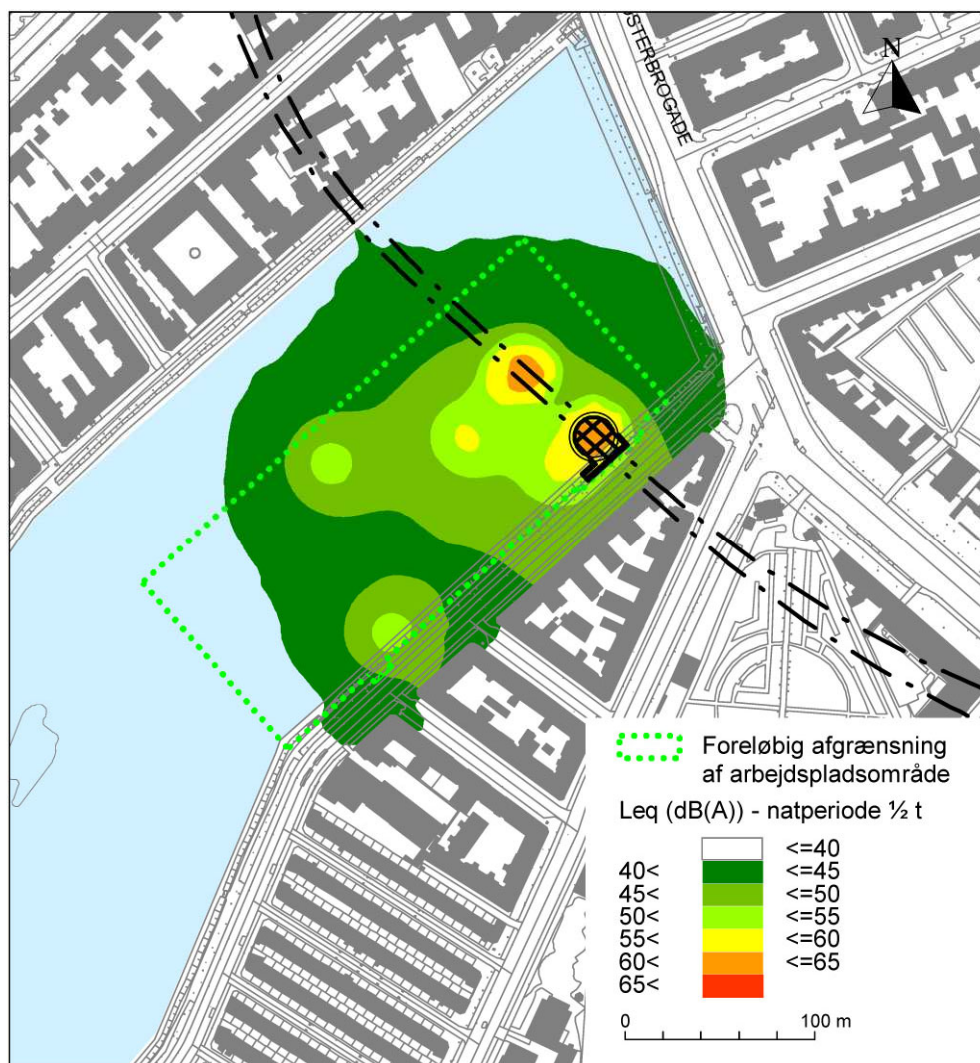 ØSTERBROGADE
N
Foreløbig afgrænsning
af arbejdspladsområde
Leq (dB(A)) - natperiode ½ t
<=40
40< <=45
45< <=50
50< <=55
55< <=60
60< <=65
65<
0 100 m